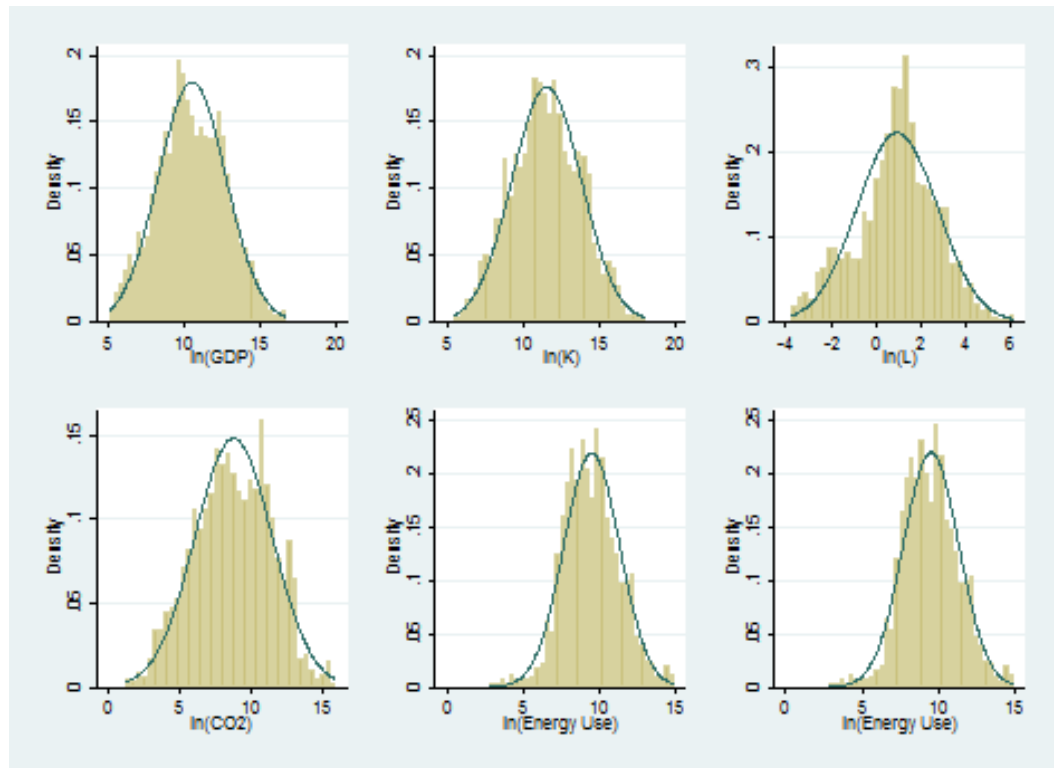 Density
0 .05 .1 .15 .2
5 10 15 20
ln(GDP)
Density
0 .05 .1 .15 .2
5 10 15 20
ln(K)
Density
0 .1 .2 .3
-4 -2 0 2 4 6
ln(L)
Density
0 .05 .1 .15
0 5 10 15
ln(CO2)
Density
0 .05 .1 .15 .2 .25
0 5 10 15
ln(Energy Use)
Density
0 .05 .1 .15 .2 .25
0 5 10 15
ln(Energy Use)